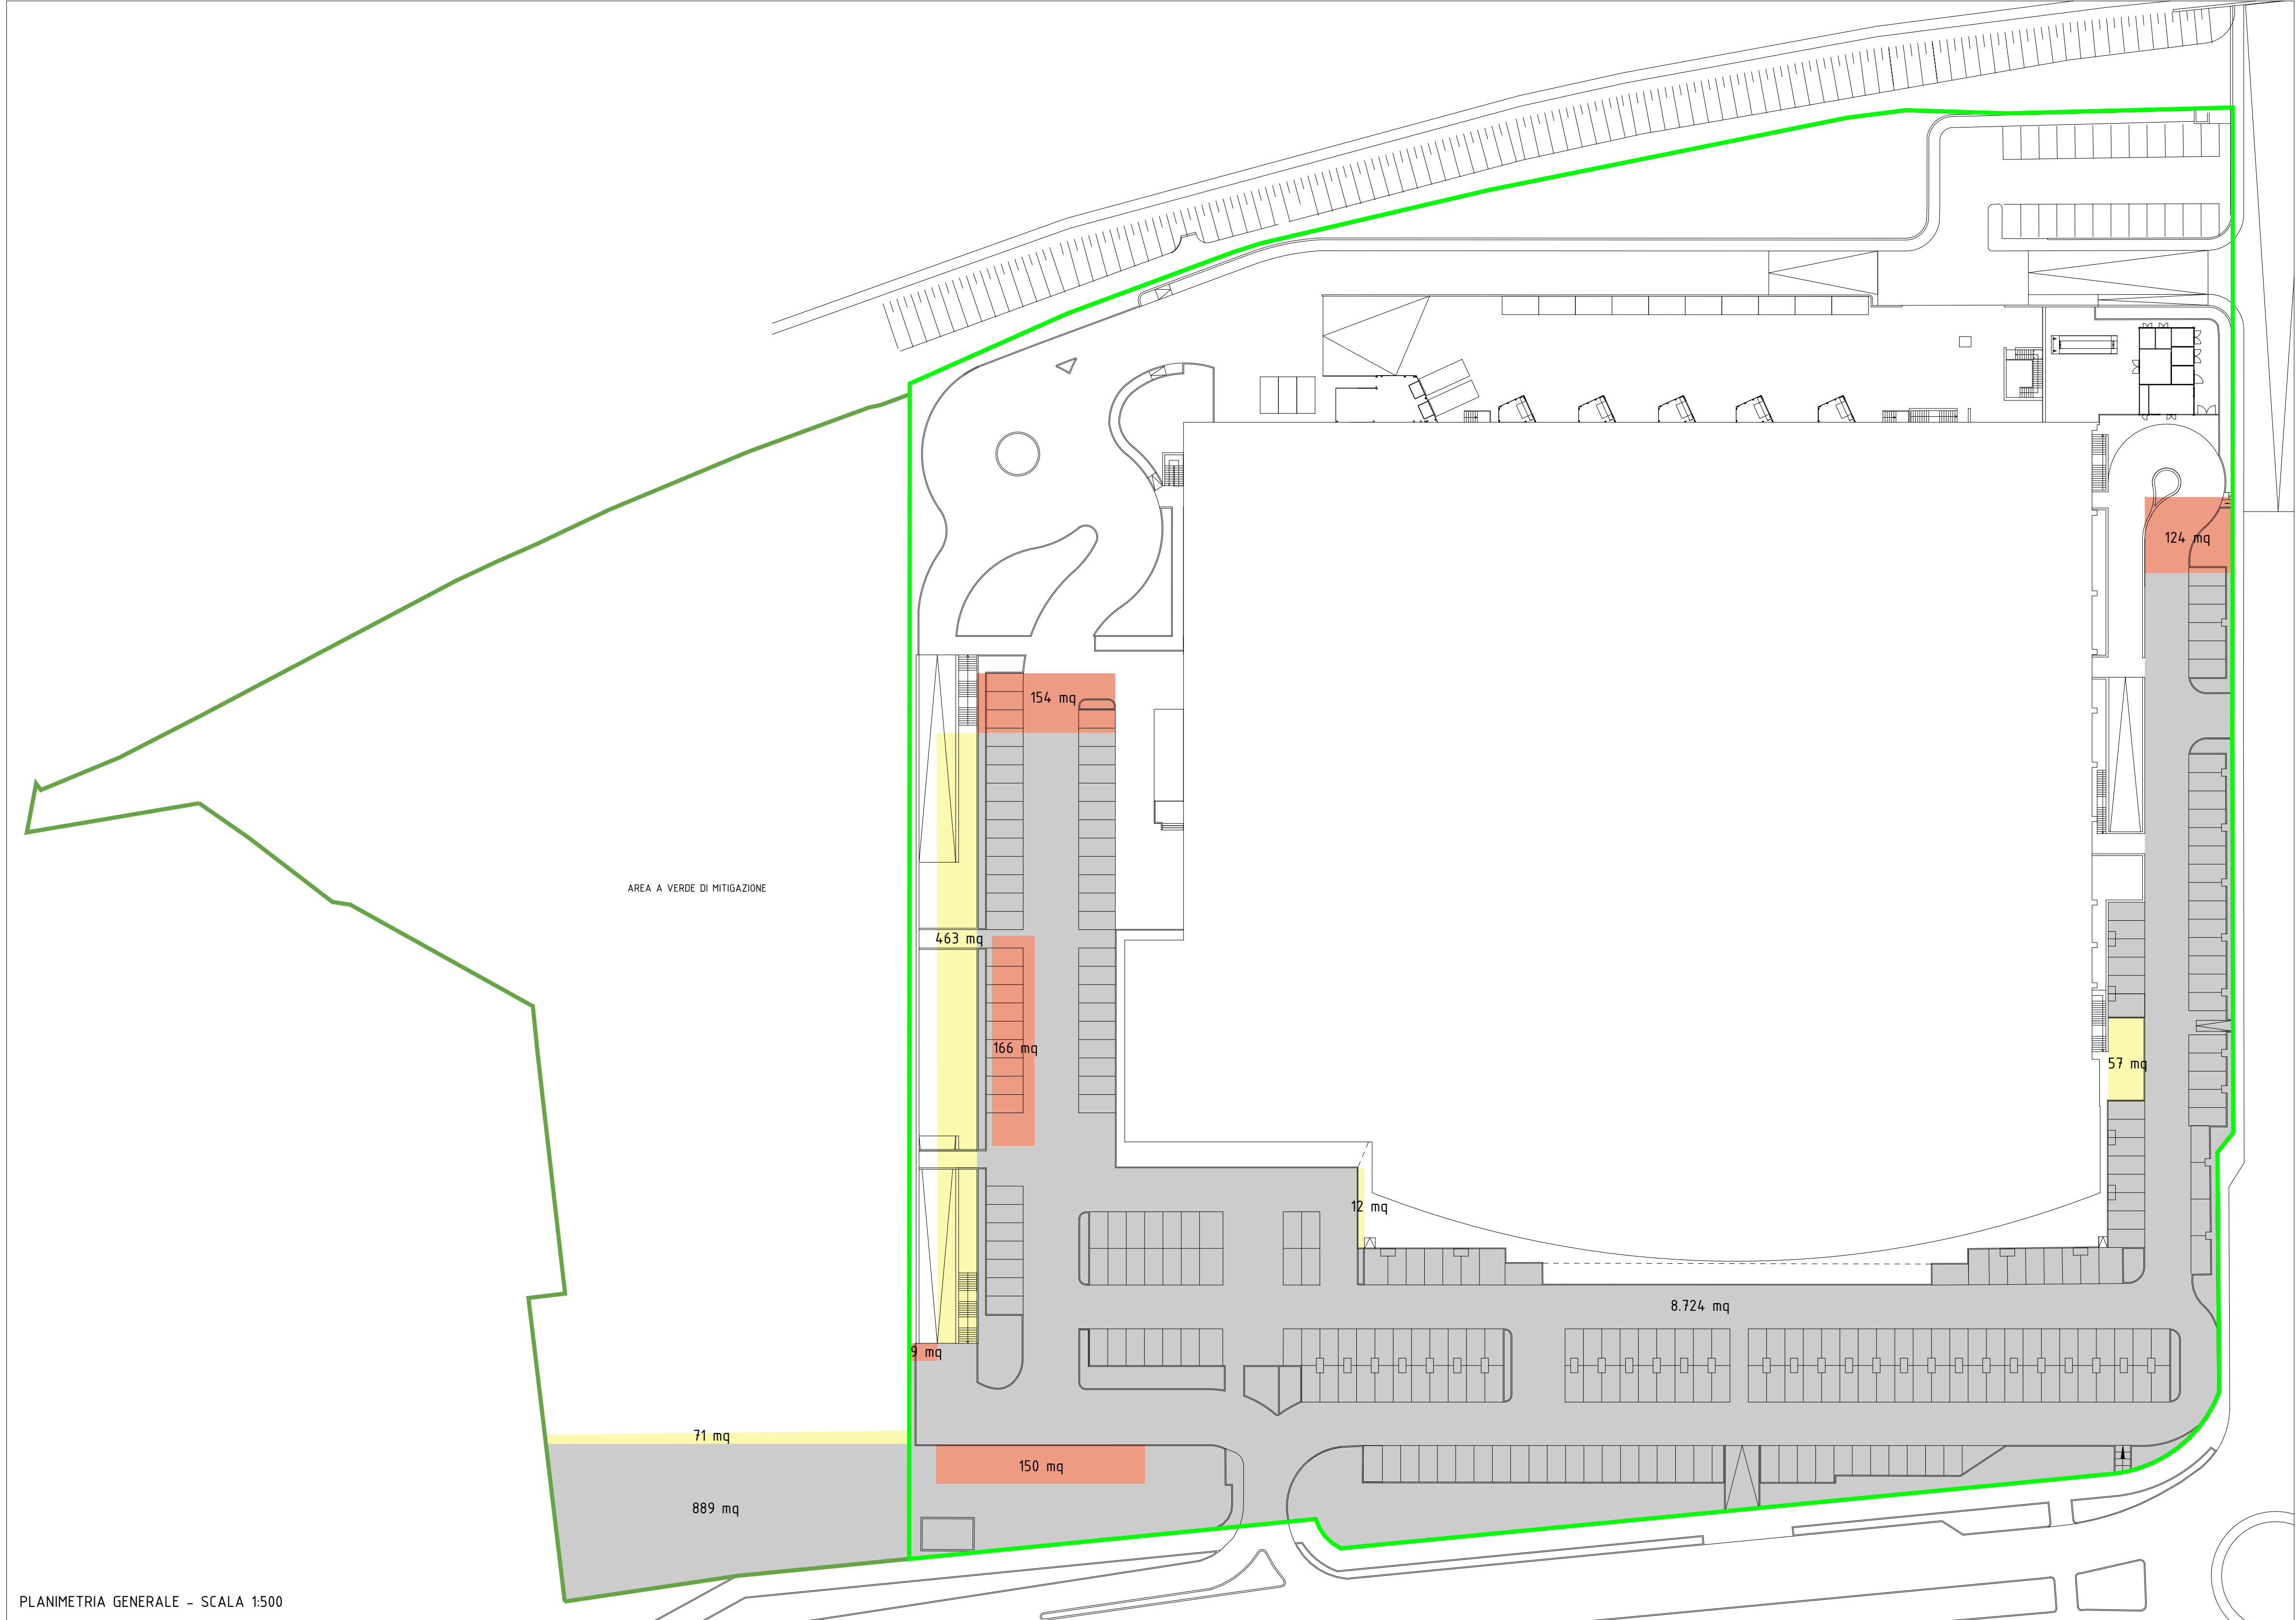 124 mq
154 mq
AREA A VERDE DI MITIGAZIONE
463 mq
166 mq
57 mq
12 mq
8.724 mq
9 mq
71 mq
150 mq
889 mq
PLANIMETRIA GENERALE - SCALA 1:500